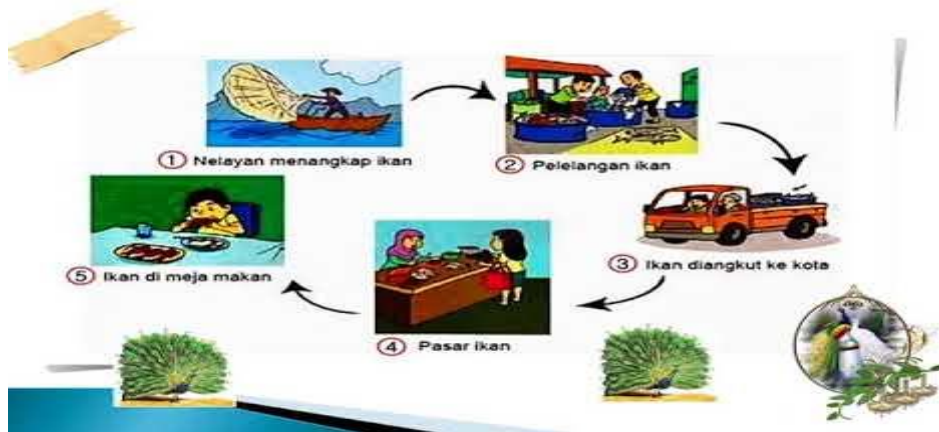 ① Nelayan menangkap ikan
② Pelelangan ikan
③ Ikan diangkut ke kota
④ Pasar ikan
⑤ Ikan di meja makan